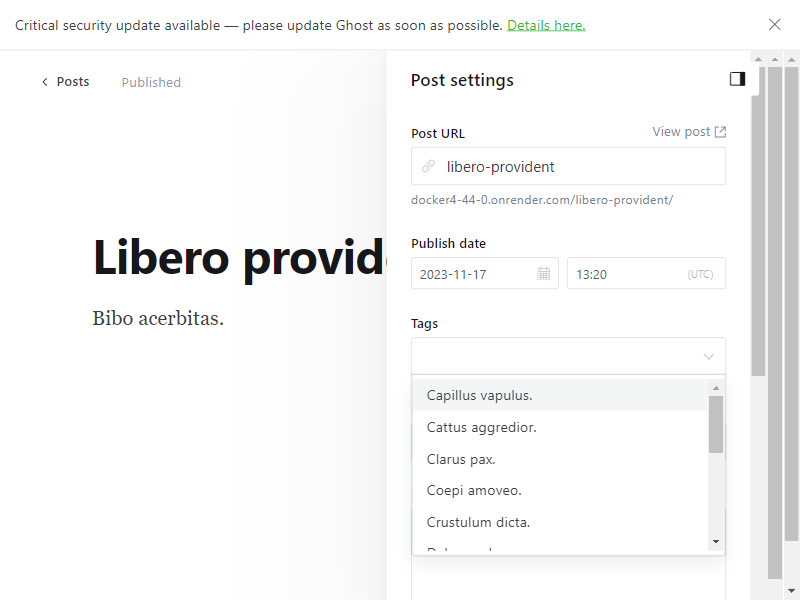 Critical security update available — please update Ghost as soon as possible. Details here.
Posts
Published
Post settings
Post URL
View post
libero-provident
docker4-44-0.onrender.com/libero-provident/
Publish date
2023-11-17
13:20
(UTC)
Libero provid
Bibo acerbitas.
Tags
Capillus vapulus.
Cattus aggredior.
Clarus pax.
Coepi amoveo.
Crustulum dicta.